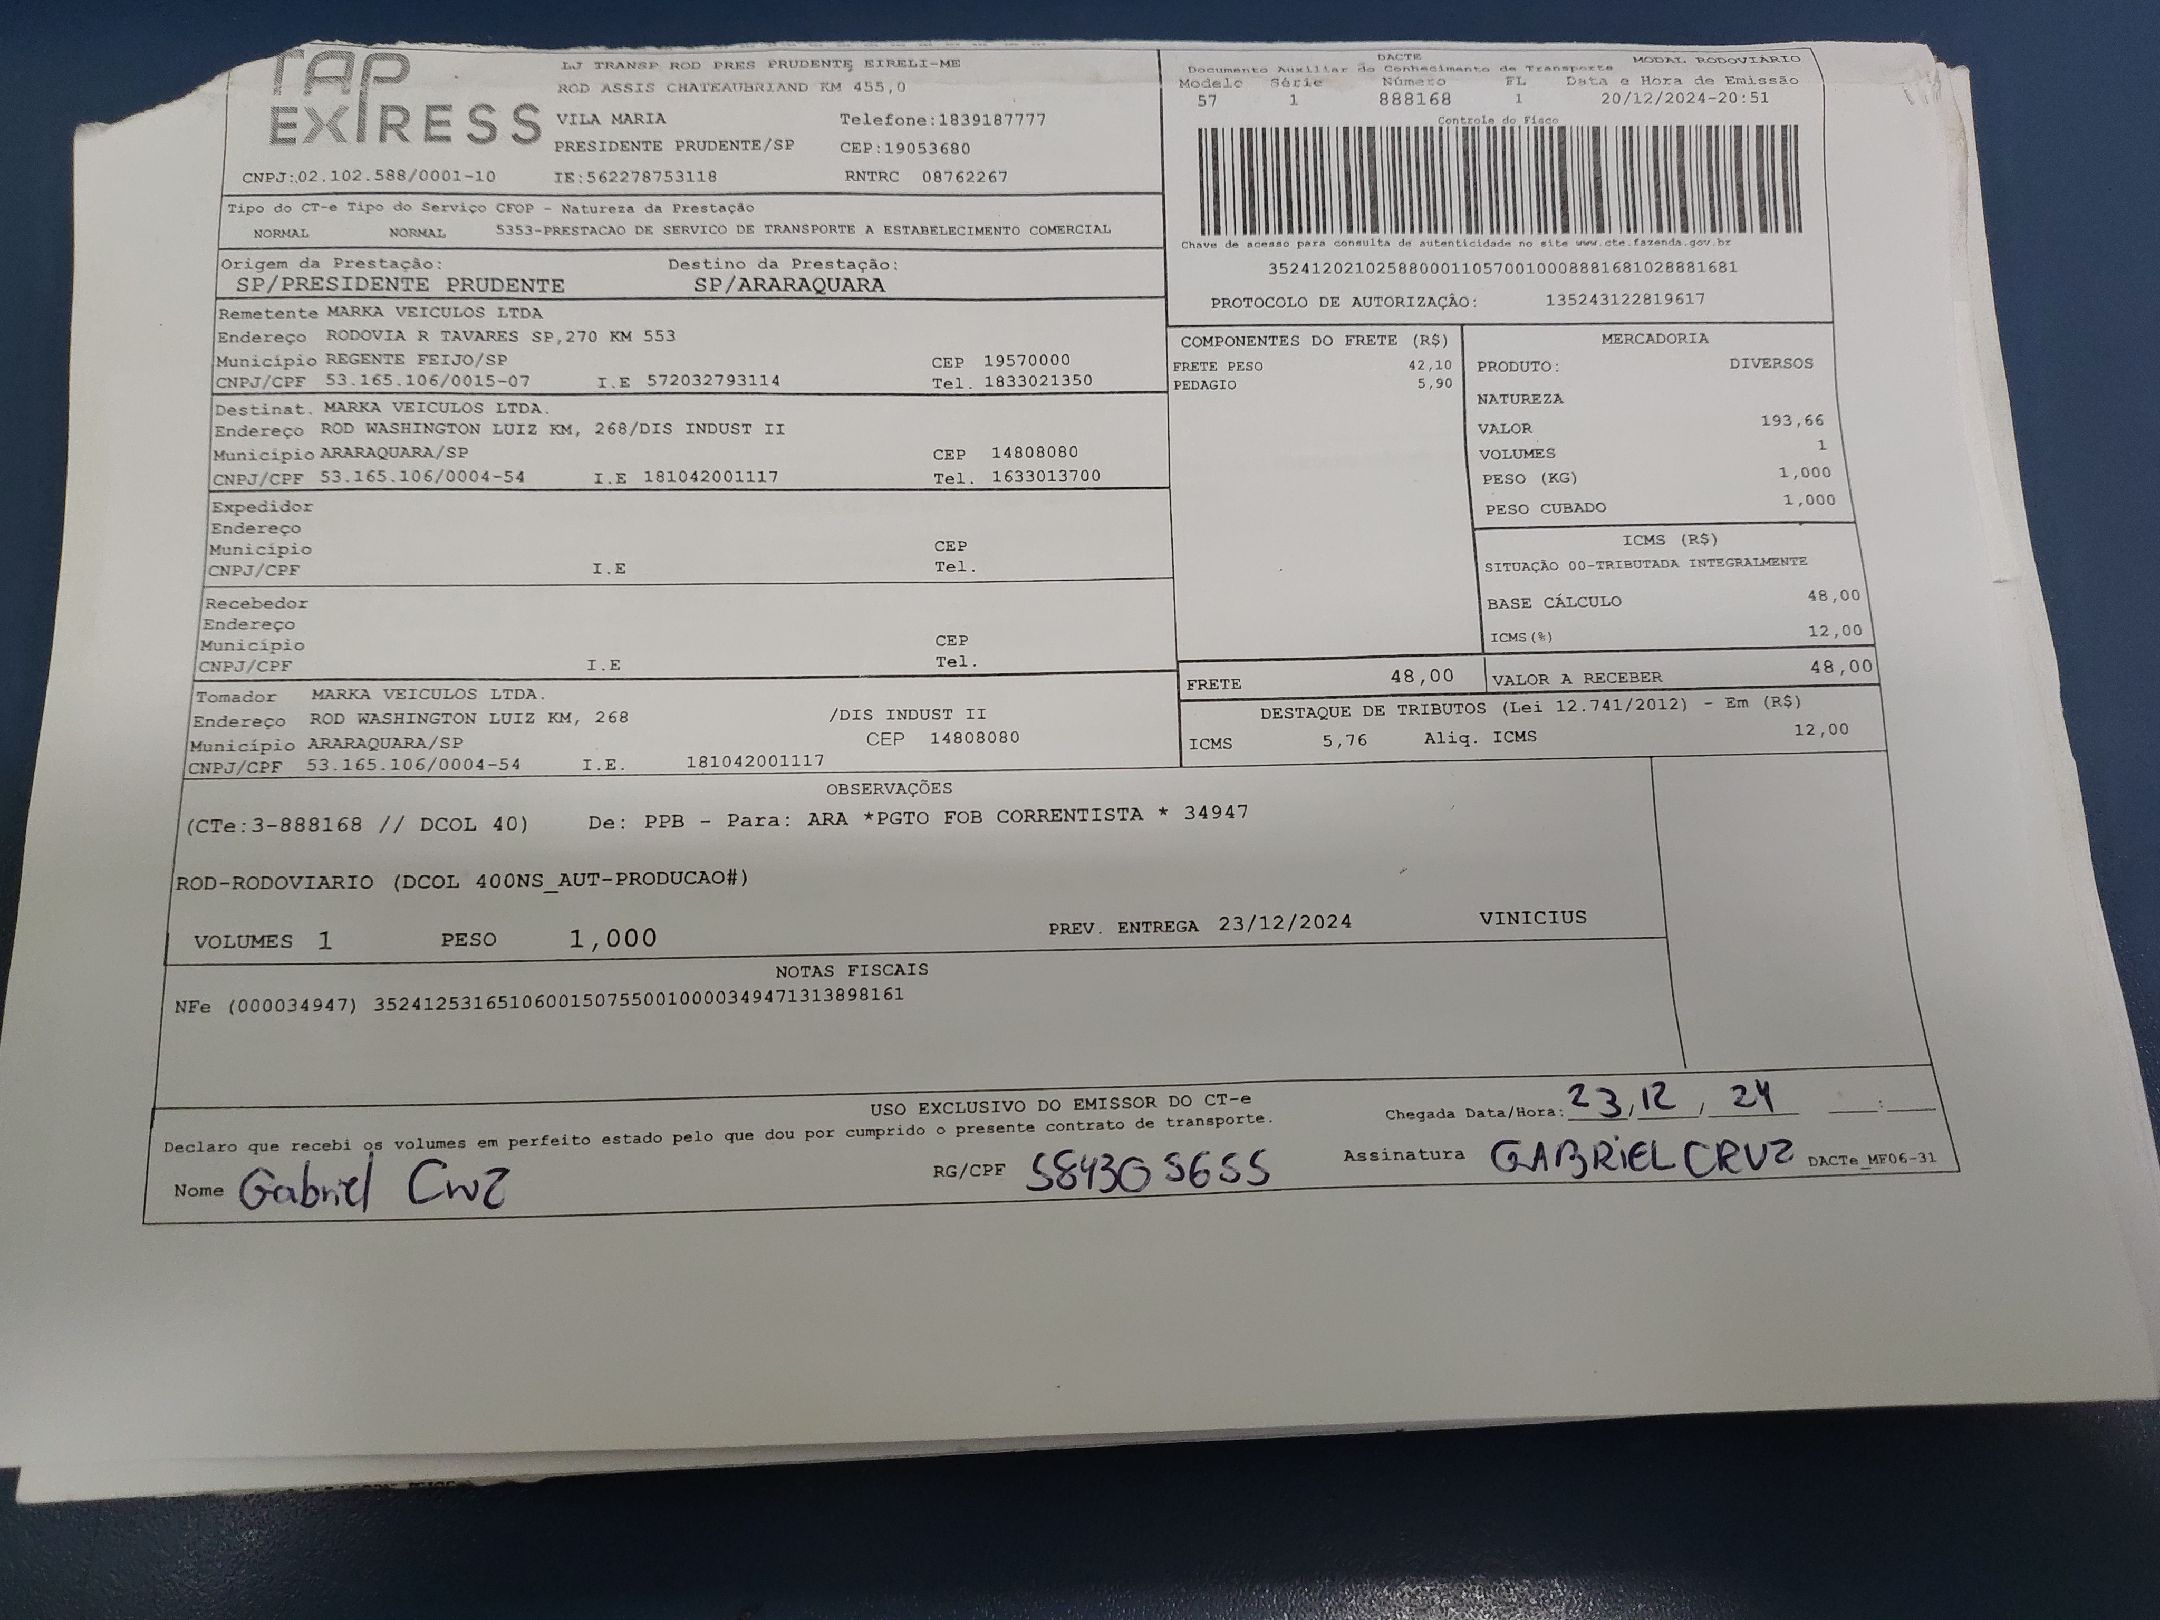 TAP
EXPRESS
LJ TRANSP ROD PRES PRUDENTE EIRELI-ME
ROD ASSIS CHATEAUBRIAND KM 455,0
VILA MARIA Telefone:1839187777
PRESIDENTE PRUDENTE/SP CEP:19053680
CNPJ:02.102.588/0001-10 IE:562278753118 RNTRC 08762267
DACTE MODAL RODOVIARIO
Documento Auxiliar do Conhecimento de Transporte
Modelo Série Número FL Data e Hora de Emissão
57 1 888168 1 20/12/2024-20:51
Controle do Fisco
Chave de acesso para consulta de autenticidade no site www.cte.fazenda.gov.br
35241202102588000110570010008881681028881681
PROTOCOLO DE AUTORIZAÇÃO: 135243122819617
Tipo do CT-e Tipo do Serviço CFOP - Natureza da Prestação
NORMAL NORMAL 5353-PRESTACAO DE SERVICO DE TRANSPORTE A ESTABELECIMENTO COMERCIAL
Origem da Prestação: Destino da Prestação:
SP/PRESIDENTE PRUDENTE SP/ARARAQUARA
Remetente MARKA VEICULOS LTDA
Endereço RODOVIA R TAVARES SP,270 KM 553
Município REGENTE FEIJO/SP CEP 19570000
CNPJ/CPF 53.165.106/0015-07 I.E 572032793114 Tel. 1833021350
Destinat. MARKA VEICULOS LTDA.
Endereço ROD WASHINGTON LUIZ KM, 268/DIS INDUST II
Município ARARAQUARA/SP CEP 14808080
CNPJ/CPF 53.165.106/0004-54 I.E 181042001117 Tel. 1633013700
Expedidor
Endereço
Município CEP
CNPJ/CPF I.E Tel.
Recebedor
Endereço
Município CEP
CNPJ/CPF I.E Tel.
Tomador MARKA VEICULOS LTDA.
Endereço ROD WASHINGTON LUIZ KM, 268 /DIS INDUST II
Município ARARAQUARA/SP CEP 14808080
CNPJ/CPF 53.165.106/0004-54 I.E. 181042001117
COMPONENTES DO FRETE (R$)
FRETE PESO 42,10
PEDAGIO 5,90
MERCADORIA
PRODUTO: DIVERSOS
NATUREZA
VALOR 193,66
VOLUMES 1
PESO (KG) 1,000
PESO CUBADO 1,000
ICMS (R$)
SITUAÇÃO 00-TRIBUTADA INTEGRALMENTE
BASE CÁLCULO 48,00
ICMS(%) 12,00
FRETE 48,00 VALOR A RECEBER 48,00
DESTAQUE DE TRIBUTOS (Lei 12.741/2012) - Em (R$)
ICMS 5,76 Aliq. ICMS 12,00
OBSERVAÇÕES
(CTe:3-888168 // DCOL 40) De: PPB - Para: ARA *PGTO FOB CORRENTISTA * 34947
ROD-RODOVIARIO (DCOL 400NS_AUT-PRODUCAO#)
VOLUMES 1 PESO 1,000 PREV. ENTREGA 23/12/2024 VINICIUS
NOTAS FISCAIS
NFe (000034947) 35241253165106001507550010000349471313898161
USO EXCLUSIVO DO EMISSOR DO CT-e
Chegada Data/Hora: 23/12/24 :
Declaro que recebi os volumes em perfeito estado pelo que dou por cumprido o presente contrato de transporte.
Nome Gabriel Cruz RG/CPF 584305655 Assinatura GABRIEL CRUZ DACTe_MF06-31